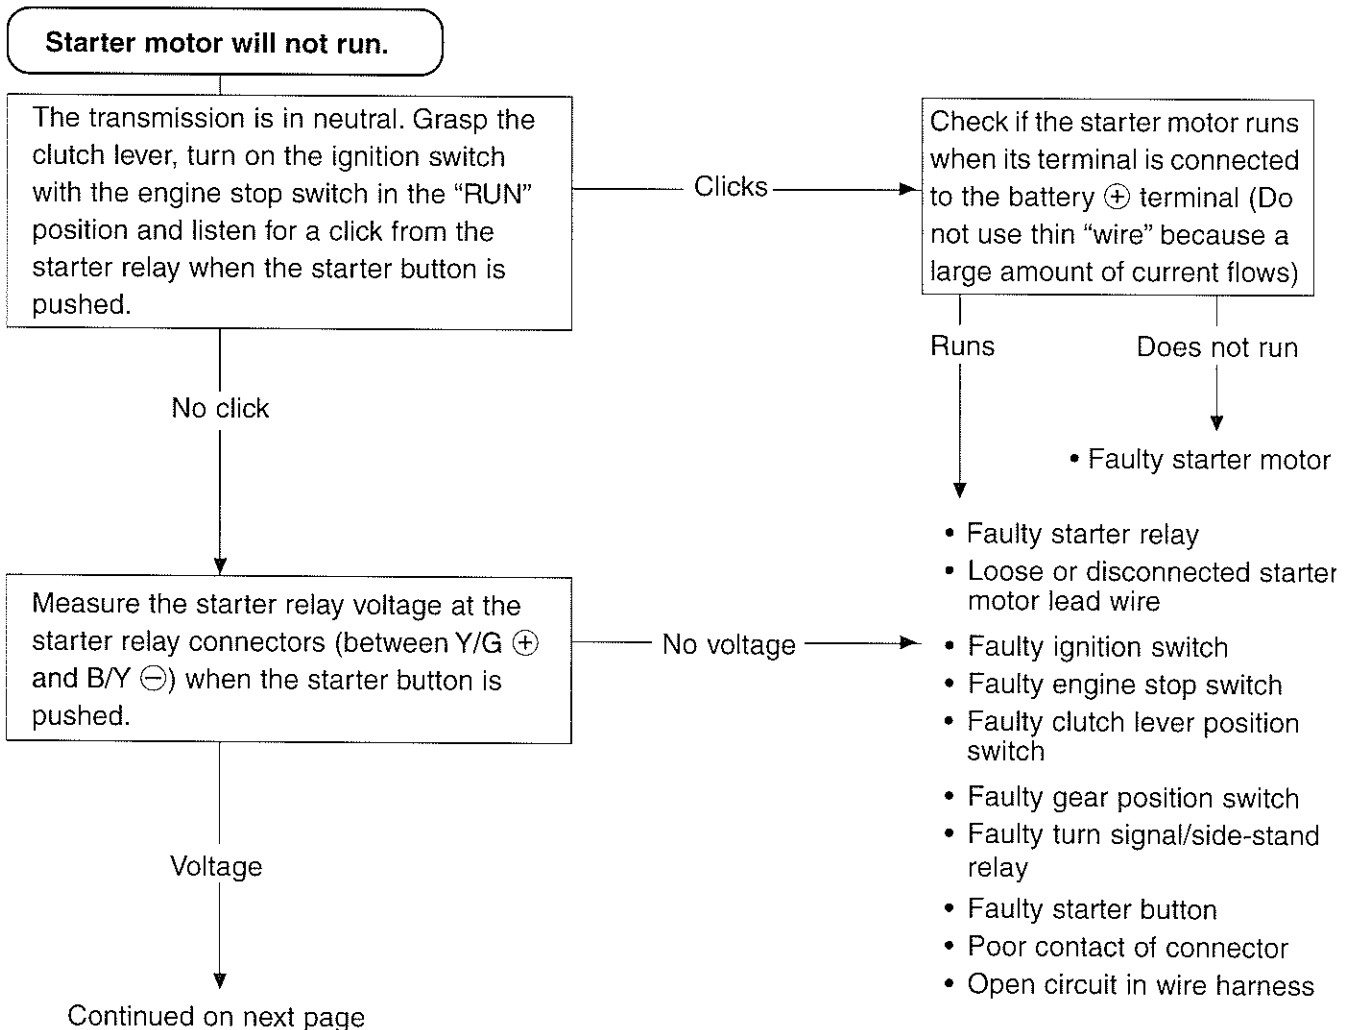 Starter motor will not run.
The transmission is in neutral. Grasp the
clutch lever, turn on the ignition switch
with the engine stop switch in the “RUN”
position and listen for a click from the
starter relay when the starter button is
pushed.
Clicks
Check if the starter motor runs
when its terminal is connected
to the battery ⊕ terminal (Do
not use thin “wire” because a
large amount of current flows)
Runs
Does not run
• Faulty starter motor
No click
• Faulty starter relay
• Loose or disconnected starter
motor lead wire
Measure the starter relay voltage at the
starter relay connectors (between Y/G ⊕
and B/Y ⊖) when the starter button is
pushed.
No voltage
• Faulty ignition switch
• Faulty engine stop switch
• Faulty clutch lever position
switch
• Faulty gear position switch
• Faulty turn signal/side-stand
relay
• Faulty starter button
• Poor contact of connector
• Open circuit in wire harness
Voltage
Continued on next page